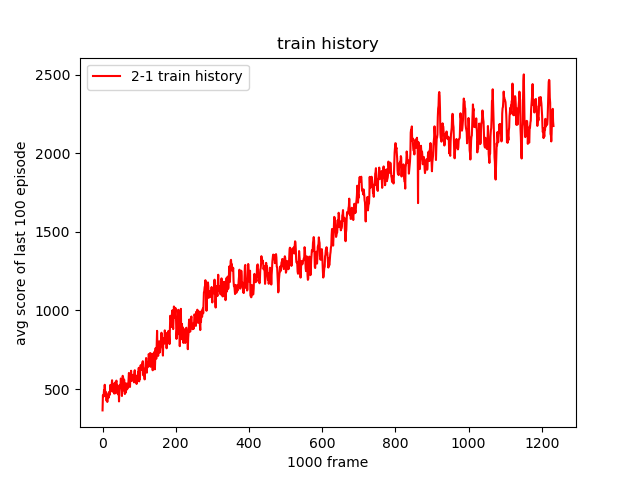 train history
2-1 train history
2500
2000
1500
1000
500
avg score of last 100 episode
0 200 400 600 800 1000 1200
1000 frame